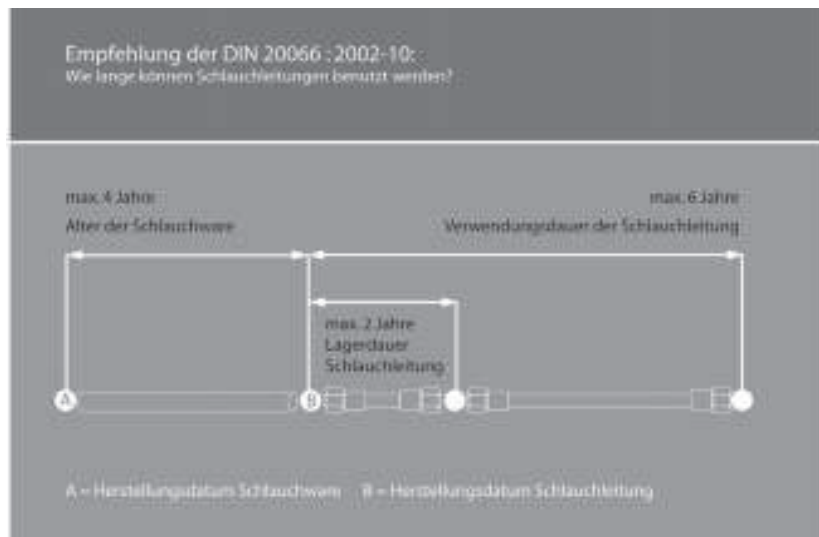 Empfehlung der DIN 20066 : 2002-10:
Wie lange können Schlauchleitungen benutzt werden?
max. 4 Jahre
Alter der Schlauchware
max. 6 Jahre
Verwendungsdauer der Schlauchleitung
max. 2 Jahre
Lagerdauer
Schlauchleitung
A
B
A = Herstellungsdatum Schlauchware B = Herstellungsdatum Schlauchleitung